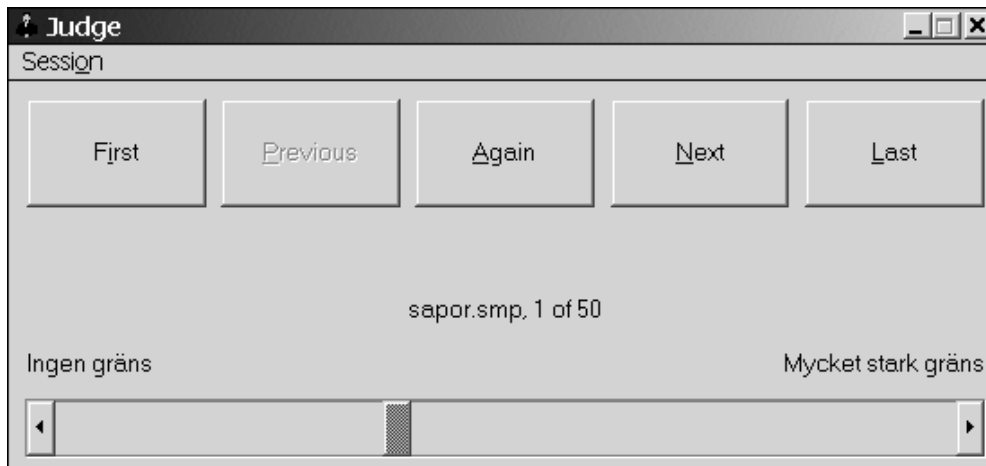 Judge
Session
First Previous Again Next Last
sapor.smp, 1 of 50
Ingen gräns Mycket stark gräns